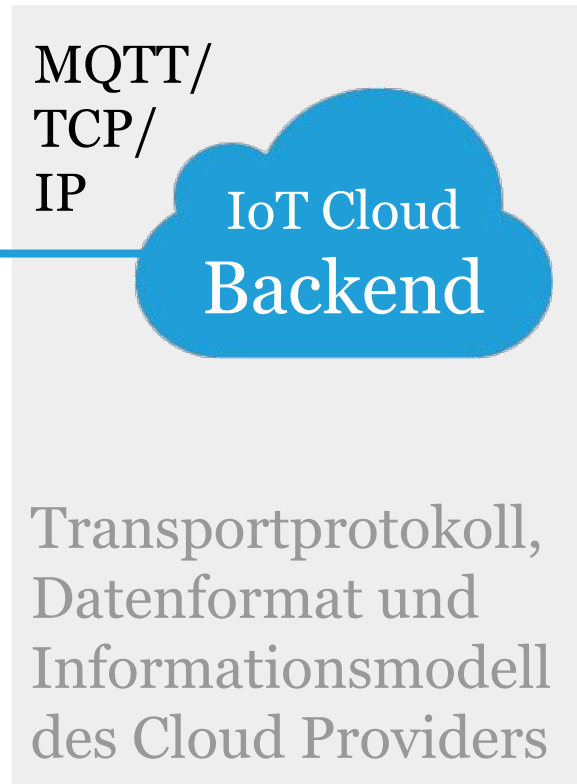 MQTT/
TCP/
IP
IoT Cloud
Backend
Transportprotokoll,
Datenformat und
Informationsmodell
des Cloud Providers